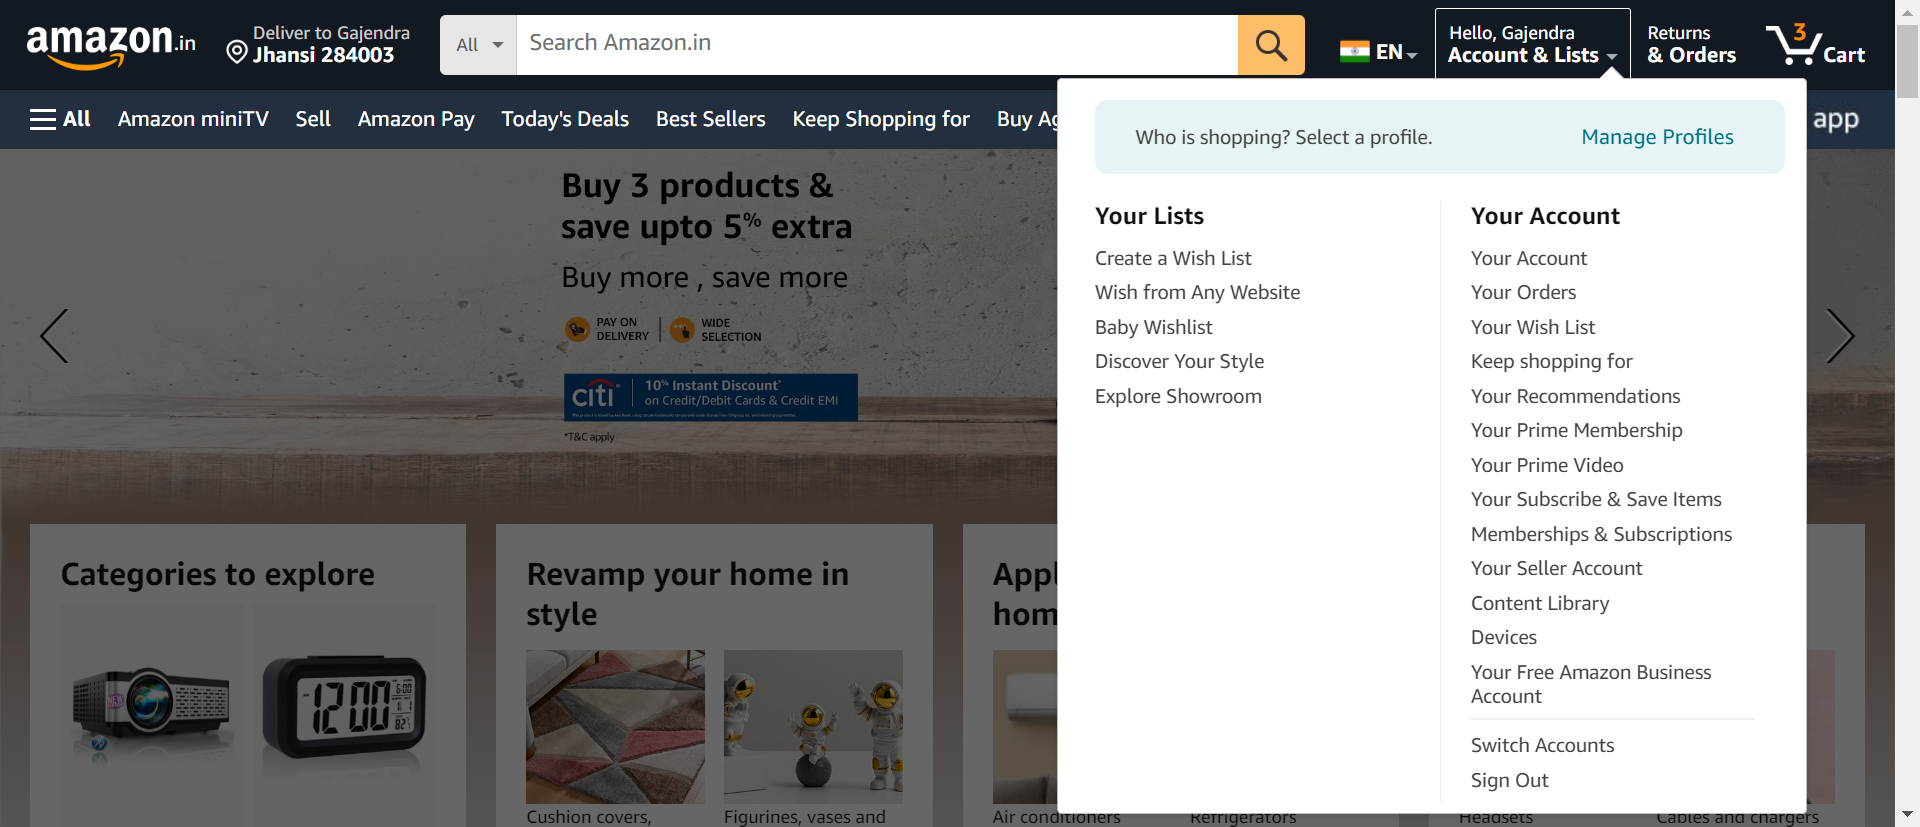 amazon.in
Deliver to Gajendra
Jhansi 284003
All
Search Amazon.in
EN
Hello, Gajendra
Account & Lists
Returns
& Orders
3
Cart
All
Amazon miniTV
Sell
Amazon Pay
Today's Deals
Best Sellers
Keep Shopping for
Buy Ag
app
Who is shopping? Select a profile.
Manage Profiles
Your Lists
Create a Wish List
Wish from Any Website
Baby Wishlist
Discover Your Style
Explore Showroom
Your Account
Your Account
Your Orders
Your Wish List
Keep shopping for
Your Recommendations
Your Prime Membership
Your Prime Video
Your Subscribe & Save Items
Memberships & Subscriptions
Your Seller Account
Content Library
Devices
Your Free Amazon Business
Account
Switch Accounts
Sign Out
Buy 3 products &
save upto 5% extra
Buy more , save more
PAY ON
DELIVERY
WIDE
SELECTION
citi
10% Instant Discount*
on Credit/Debit Cards & Credit EMI
*T&C apply
Categories to explore
NEW
12:00
6:00
1 1
82
Revamp your home in
style
Cushion covers,
Figurines, vases and
Appl
hom
Air conditioners
Refrigerators
Headsets
Cables and chargers